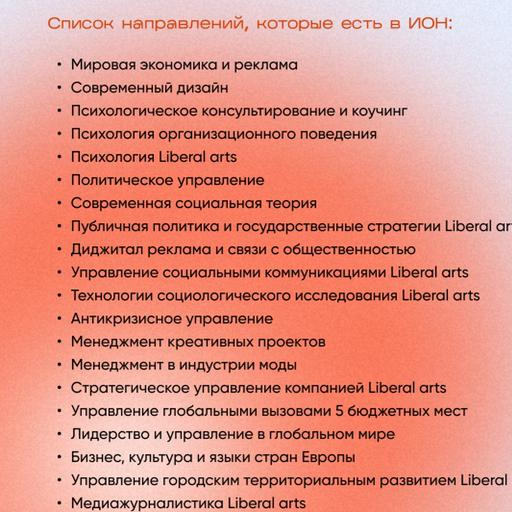 Список направлений, которые есть в ИОН:
• Мировая экономика и реклама
• Современный дизайн
• Психологическое консультирование и коучинг
• Психология организационного поведения
• Психология Liberal arts
• Политическое управление
• Современная социальная теория
• Публичная политика и государственные стратегии Liberal ar
• Диджитал реклама и связи с общественностью
• Управление социальными коммуникациями Liberal arts
• Технологии социологического исследования Liberal arts
• Антикризисное управление
• Менеджмент креативных проектов
• Менеджмент в индустрии моды
• Стратегическое управление компанией Liberal arts
• Управление глобальными вызовами 5 бюджетных мест
• Лидерство и управление в глобальном мире
• Бизнес, культура и языки стран Европы
• Управление городским территориальным развитием Liberal
• Медиажурналистика Liberal arts